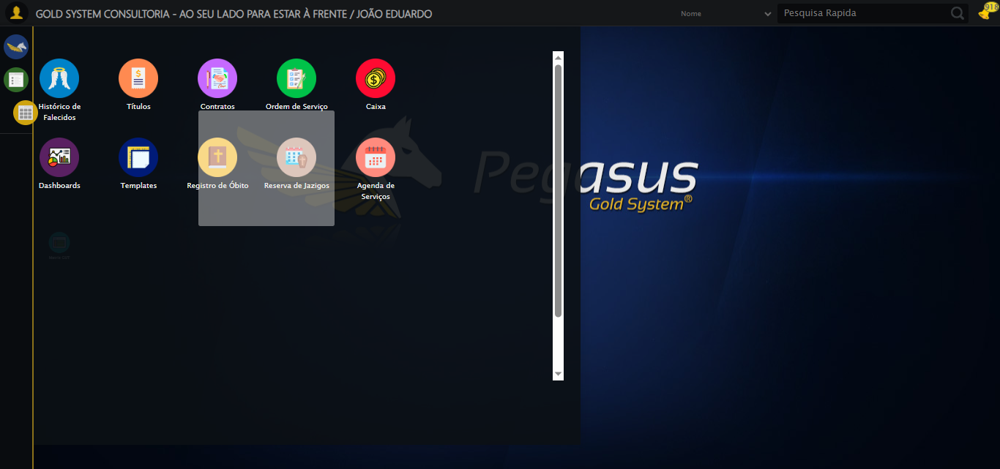 GOLD SYSTEM CONSULTORIA - AO SEU LADO PARA ESTAR À FRENTE / JOÃO EDUARDO
Nome
Pesquisa Rapida
918
Histórico de
Falecidos
Títulos
Contratos
Ordem de Serviço
Caixa
Dashboards
Templates
Registro de Óbito
Reserva de Jazigos
Agenda de
Serviços
Pegasus
Gold System®